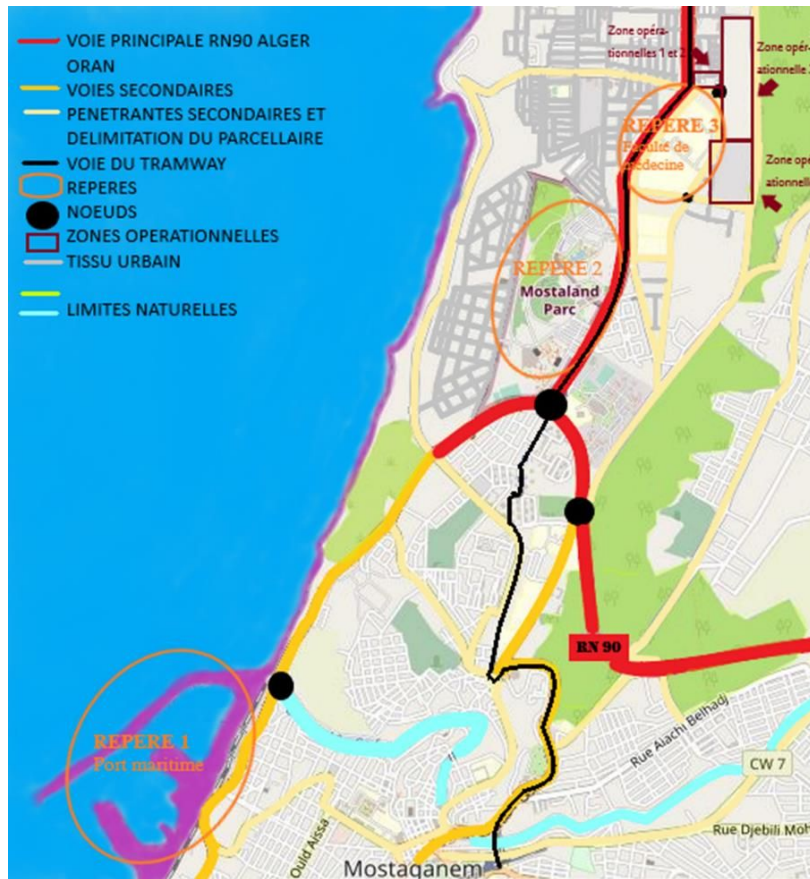 VOIE PRINCIPALE RN90 ALGER
ORAN
VOIES SECONDAIRES
PENETRANTES SECONDAIRES ET
DELIMITATION DU PARCELLAIRE
VOIE DU TRAMWAY
REPERES
NOEUDS
ZONES OPERATIONNELLES
TISSU URBAIN
LIMITES NATURELLES
Zone opéra-
tionnelles 1 et 2
Zone opér-
ationnelle
REPERE 3
Faculté de
médecine
Zone opé
ationnelle
REPERE 2
Mostaland
Parc
RN 90
REPERE 1
Port maritime
Rue Aiachi Belhadj
CW 7
Rue Djebili Moh
Ould Aissa
Mostaganem